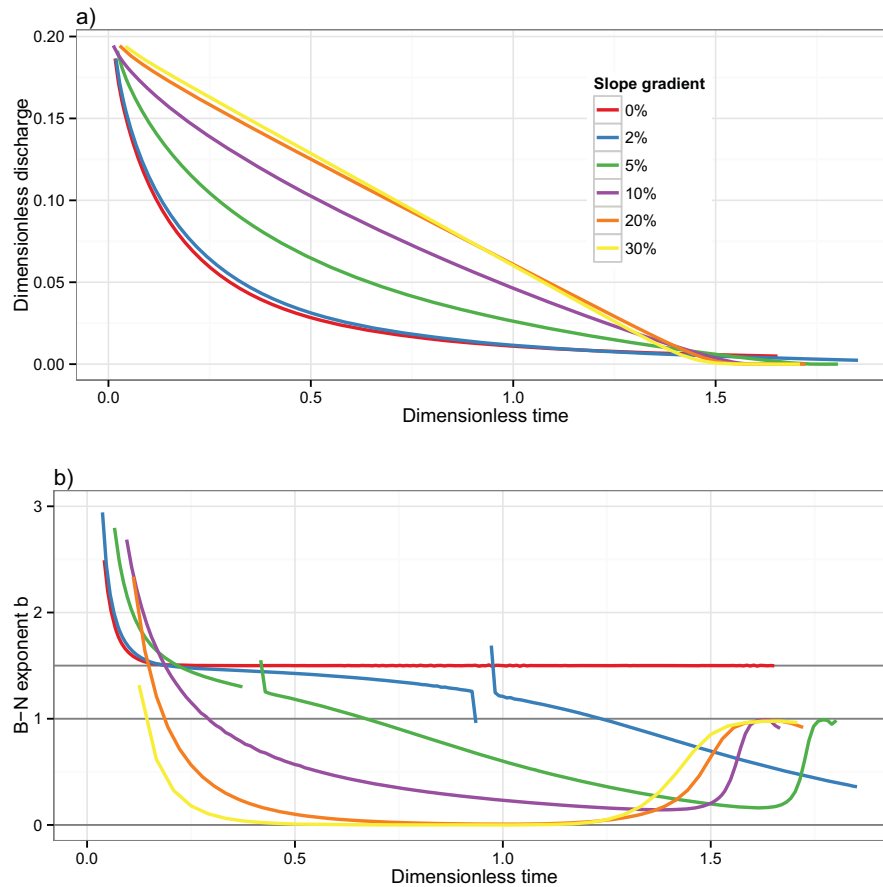 a)
0.20
0.15
0.10
0.05
0.00
Dimensionless discharge
Slope gradient
0%
2%
5%
10%
20%
30%
0.0 0.5 1.0 1.5
Dimensionless time
b)
3
2
1
0
B−N exponent b
0.0 0.5 1.0 1.5
Dimensionless time